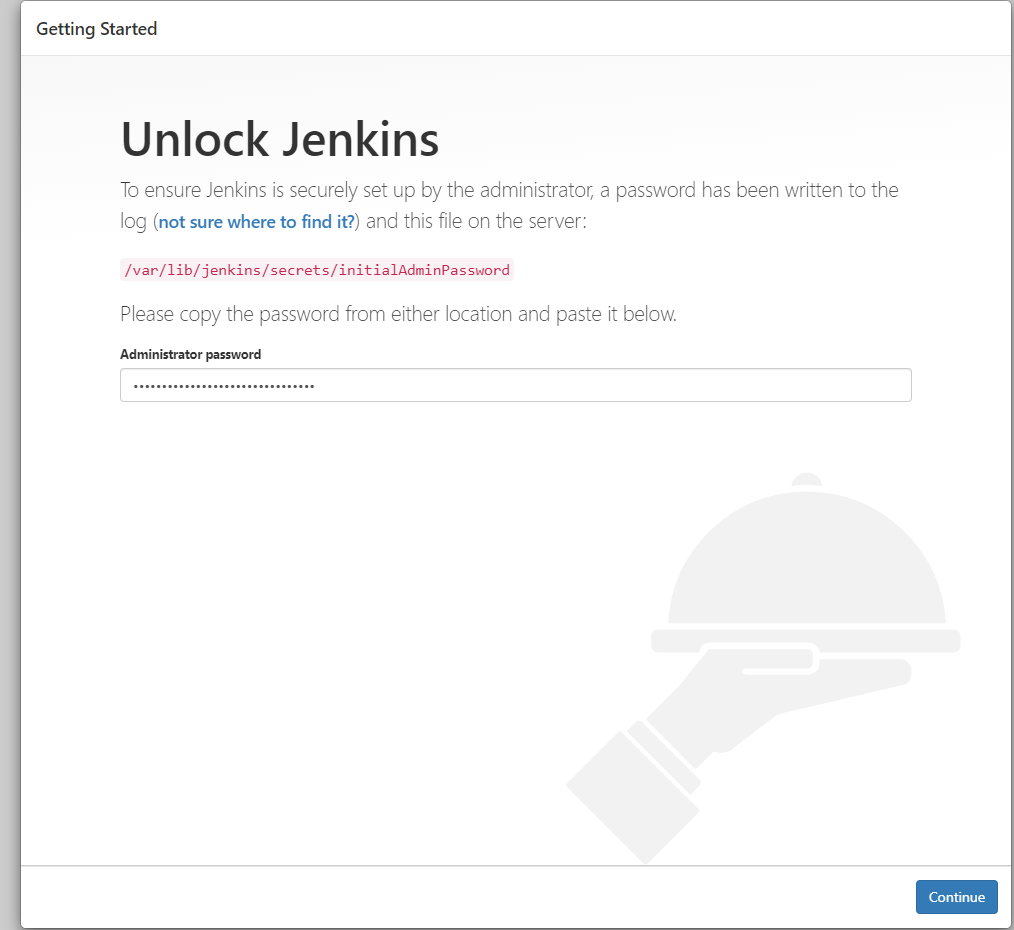 Getting Started
Unlock Jenkins
To ensure Jenkins is securely set up by the administrator, a password has been written to the
log (not sure where to find it?) and this file on the server:
/var/lib/jenkins/secrets/initialAdminPassword
Please copy the password from either location and paste it below.
Administrator password
••••••••••••••••••••••••••••••••
Continue